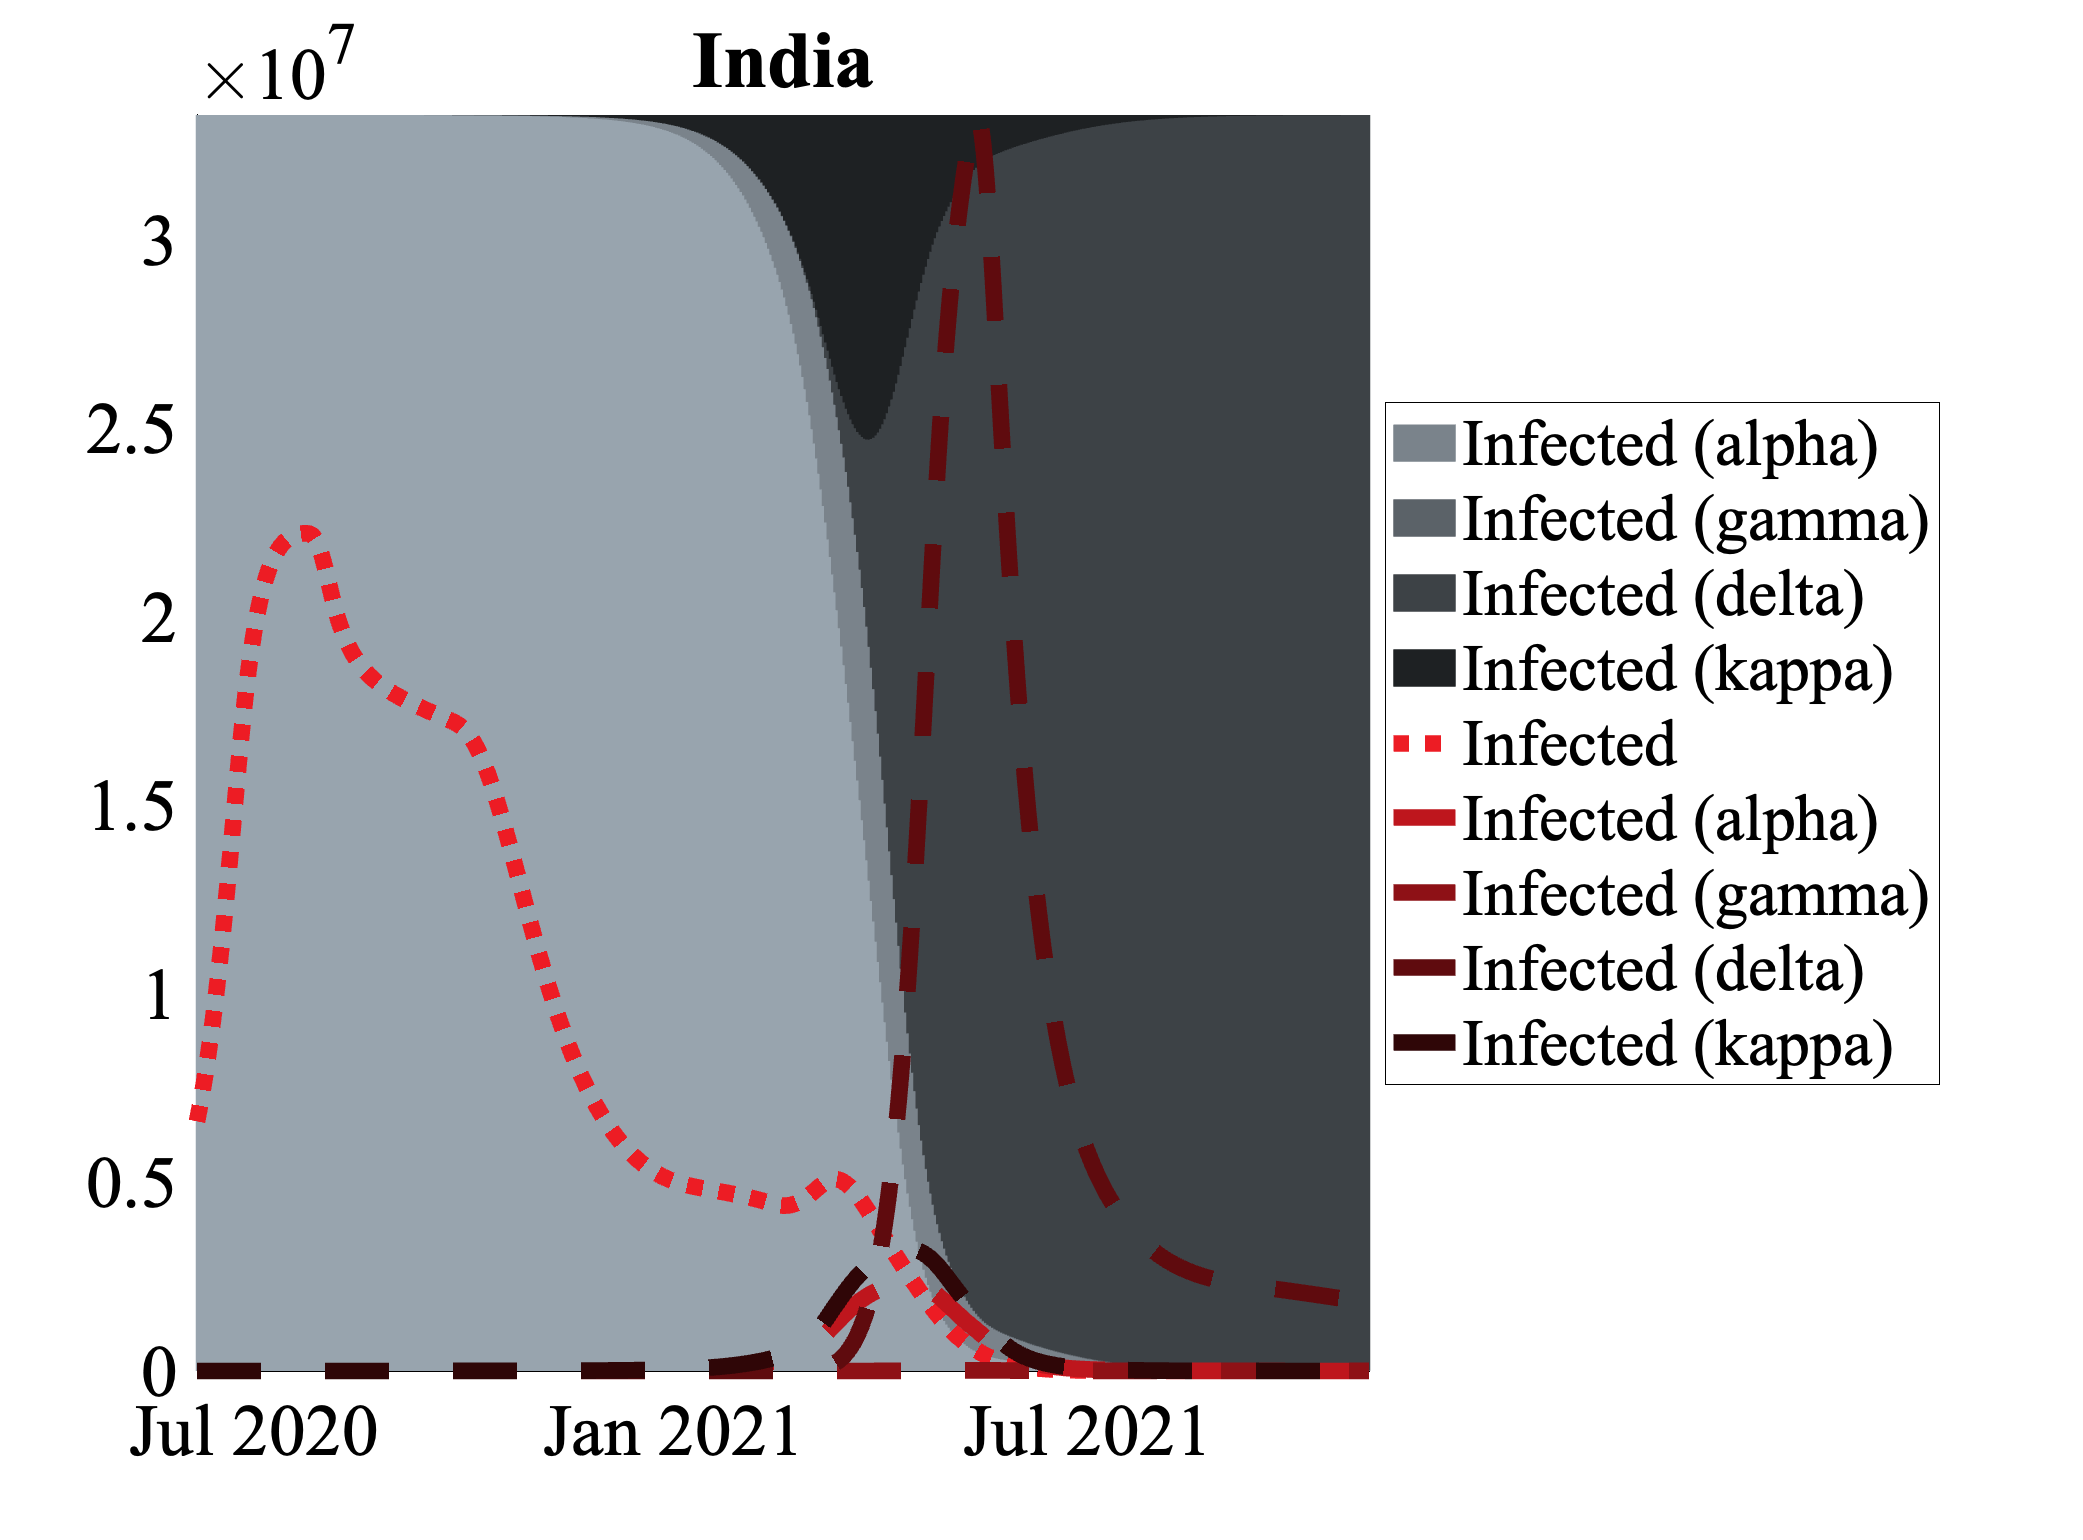 India
×10^7
3
2.5
2
1.5
1
0.5
0
Jul 2020 Jan 2021 Jul 2021
Infected (alpha)
Infected (gamma)
Infected (delta)
Infected (kappa)
Infected
Infected (alpha)
Infected (gamma)
Infected (delta)
Infected (kappa)